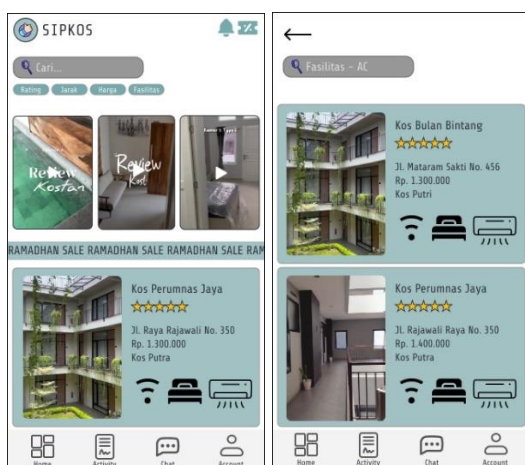 SIPKOS
Cari...
Rating Jarak Harga Fasilitas
Review
Kostan
Review
Kost
RAMADHAN SALE RAMADHAN SALE RAMADHAN SALE RAM
Kos Perumnas Jaya
Jl. Raya Rajawali No. 350
Rp. 1.300.000
Kos Putra
Home Activity Chat Account
Fasilitas - AC
Kos Bulan Bintang
Jl. Mataram Sakti No. 456
Rp. 1.300.000
Kos Putri
Kos Perumnas Jaya
Jl. Rajawali Raya No. 350
Rp. 1.400.000
Kos Putra
Home Activity Chat Account